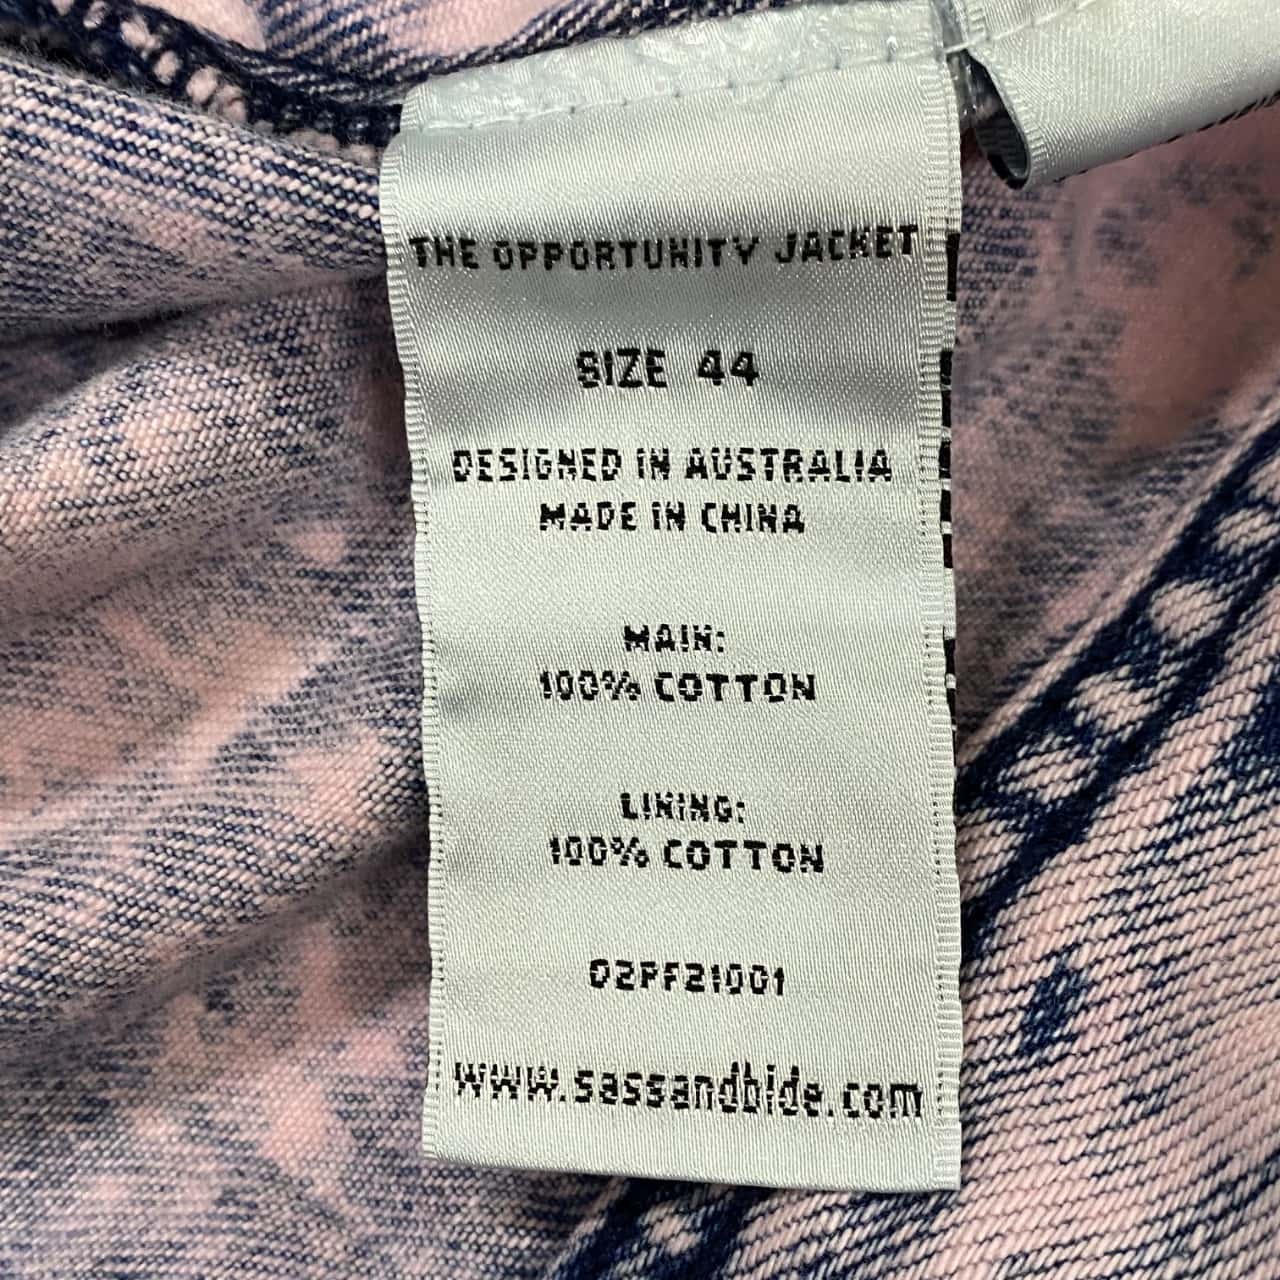 THE OPPORTUNITY JACKET
SIZE 44
DESIGNED IN AUSTRALIA
MADE IN CHINA
MAIN:
100% COTTON
LINING:
100% COTTON
02PF21001
www.sassandbide.com